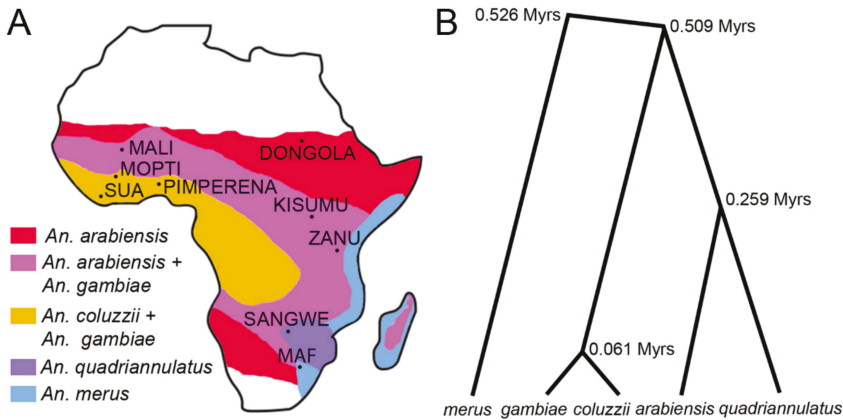 A
MALI
MOPTI
SUA
PIMPERENA
DONGOLA
KISUMU
ZANU
SANGWE
MAF
An. arabiensis
An. arabiensis +
An. gambiae
An. coluzzii +
An. gambiae
An. quadriannulatus
An. merus
B
0.526 Myrs
0.509 Myrs
0.259 Myrs
0.061 Myrs
merus gambiae coluzzii arabiensis quadriannulatus